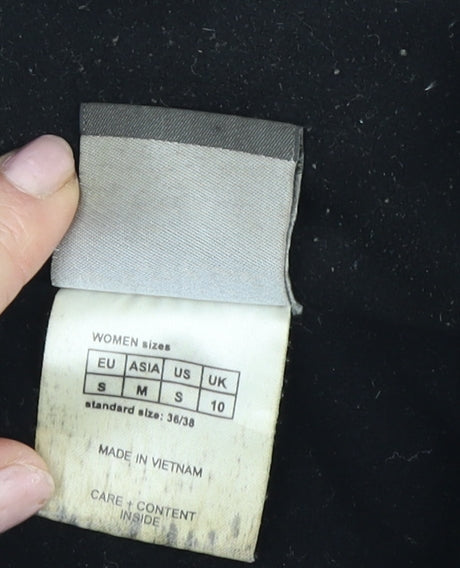 WOMEN sizes
EU ASIA US UK
S M S 10
standard size: 36/38
MADE IN VIETNAM
CARE + CONTENT
INSIDE